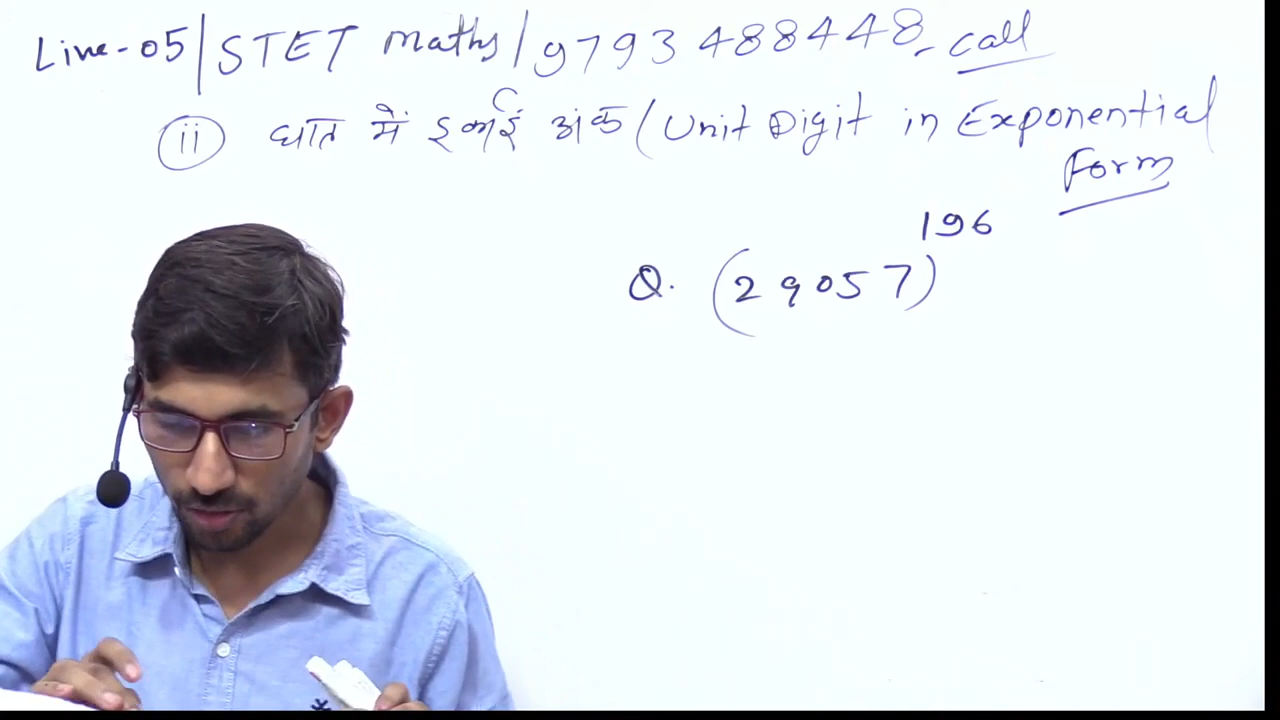 Live-05/STET maths/9793488448-call
(ii) घात में इकाई अंक (Unit Digit in Exponential
Form
196
Q. (29057)